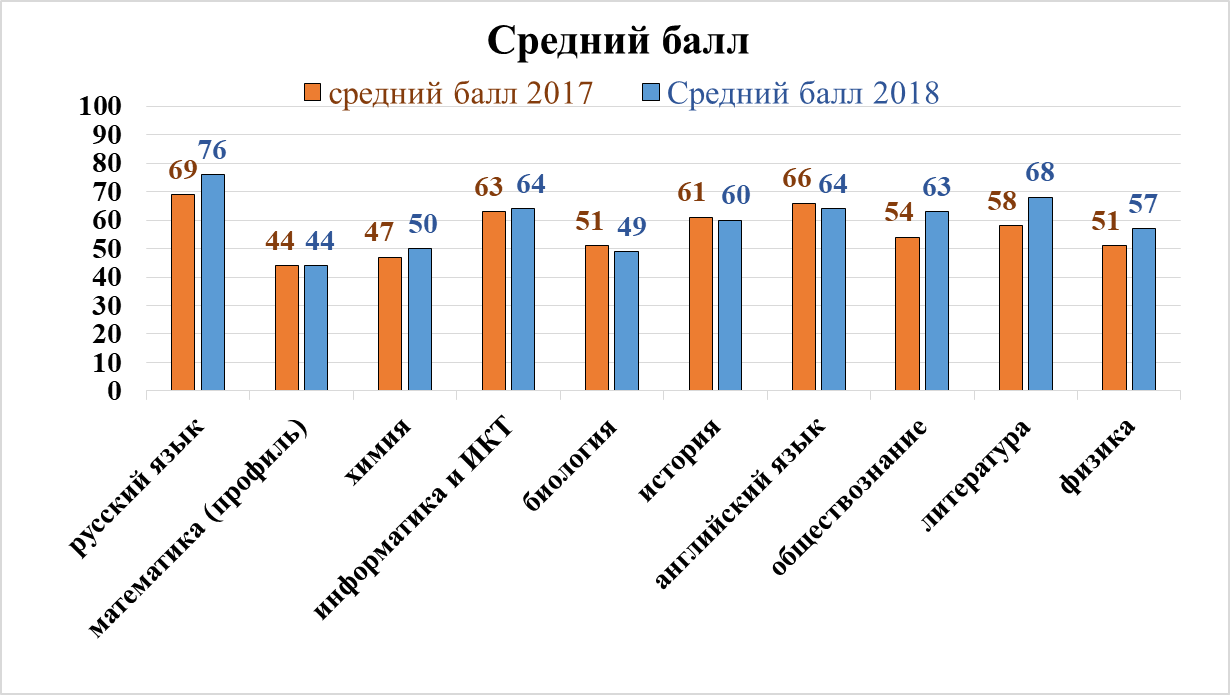 Средний балл
средний балл 2017 Средний балл 2018
100
90
80
70
60
50
40
30
20
10
0
69 76
44 44
47 50
63 64
51 49
61 60
66 64
54 63
58 68
51 57
русский язык
математика (профиль)
химия
информатика и ИКТ
биология
история
английский язык
обществознание
литература
физика